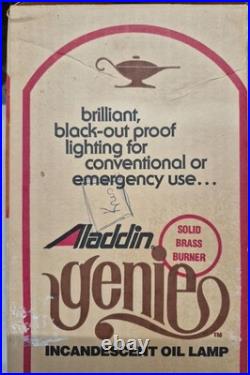 brilliant,
black-out proof
lighting for
conventional or
emergency use...
Aladdin
SOLID
BRASS
BURNER
genie
TM
INCANDESCENT OIL LAMP